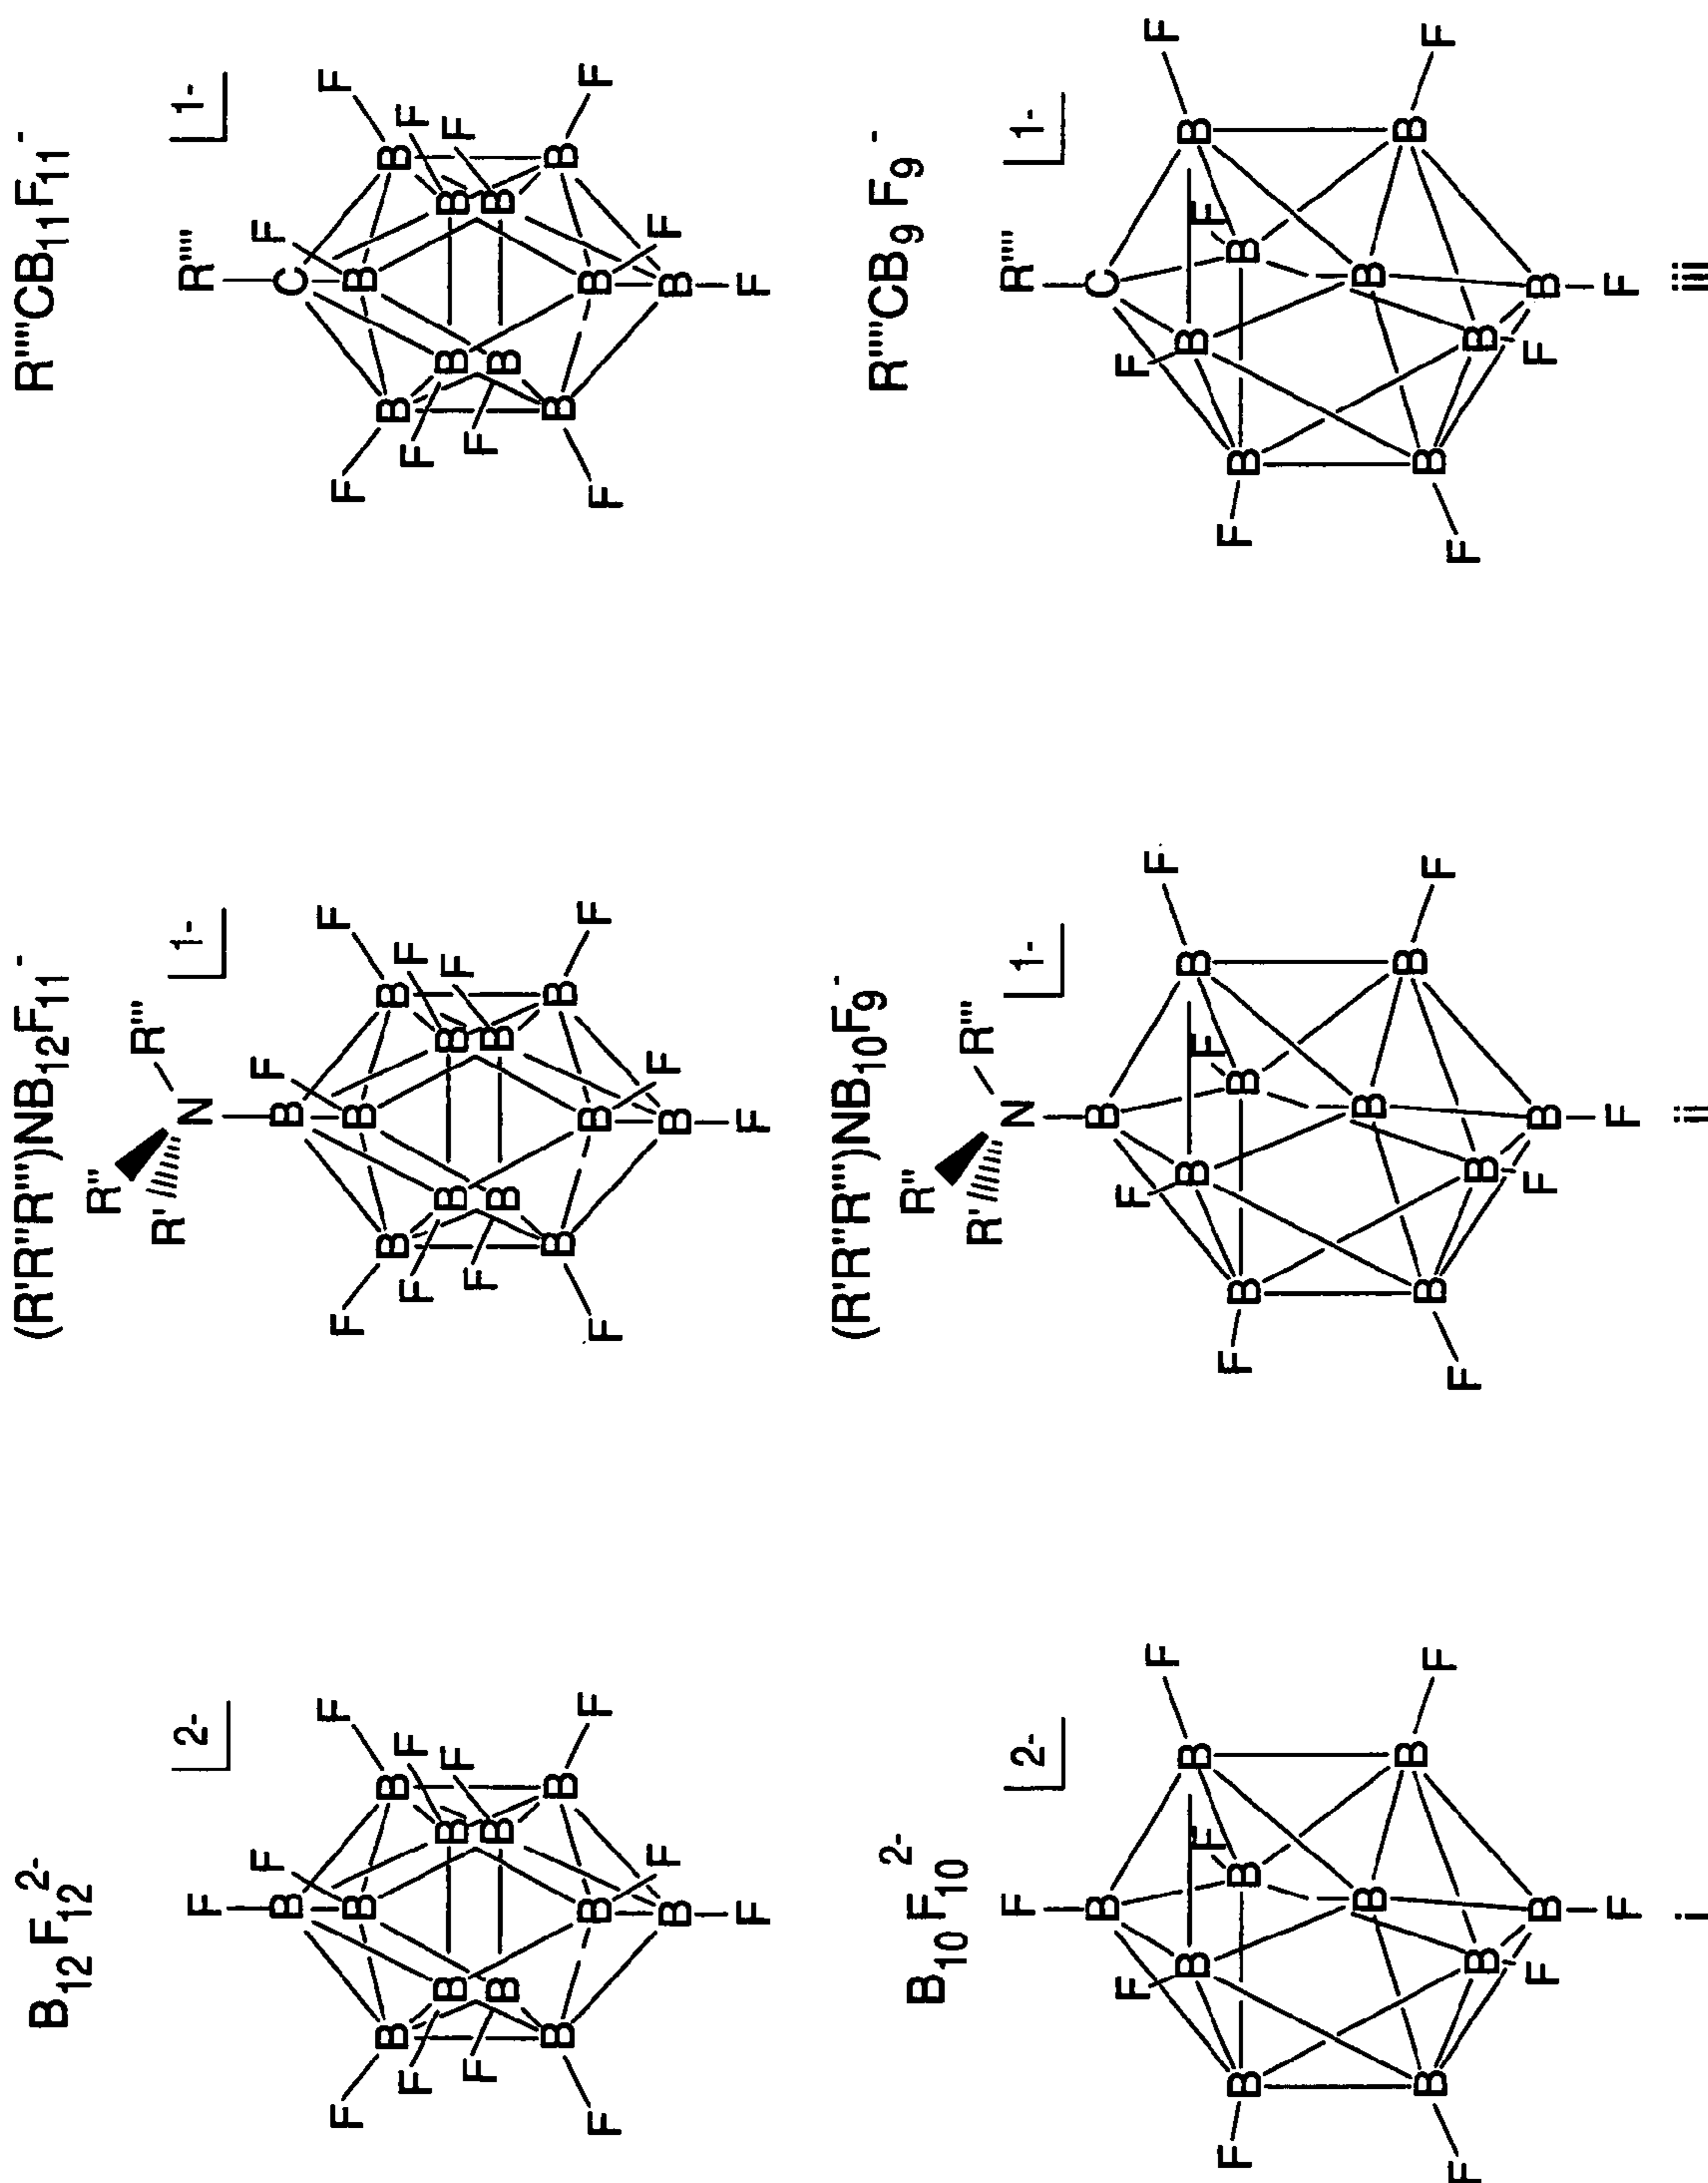 B12F12 2-
(R'R''R''')NB12F11 -
R''''CB11F11 -
F 2-
F B F
F B B B F
F B B F
F B B F
B B B
F F F
B
F
R'' R' N R''' 1-
F B F
F B B B F
F B B F
F B B F
B B B
F F F
B
F
R'''' 1-
F C F
F B B B F
F B B F
F B B F
B B B
F F F
B
F
B10F10 2-
(R'R''R''')NB10F9 -
R''''CB9F9 -
F 2-
B
F B F B F
F B B
B
B B B
F F F
B
F
R'' R' N R''' 1-
B
F B F B F
F B B
B
B B B
F F F
B
F
R'''' 1-
C
F B F B F
F B B
B
B B B
F F F
B
F
i
ii
iii